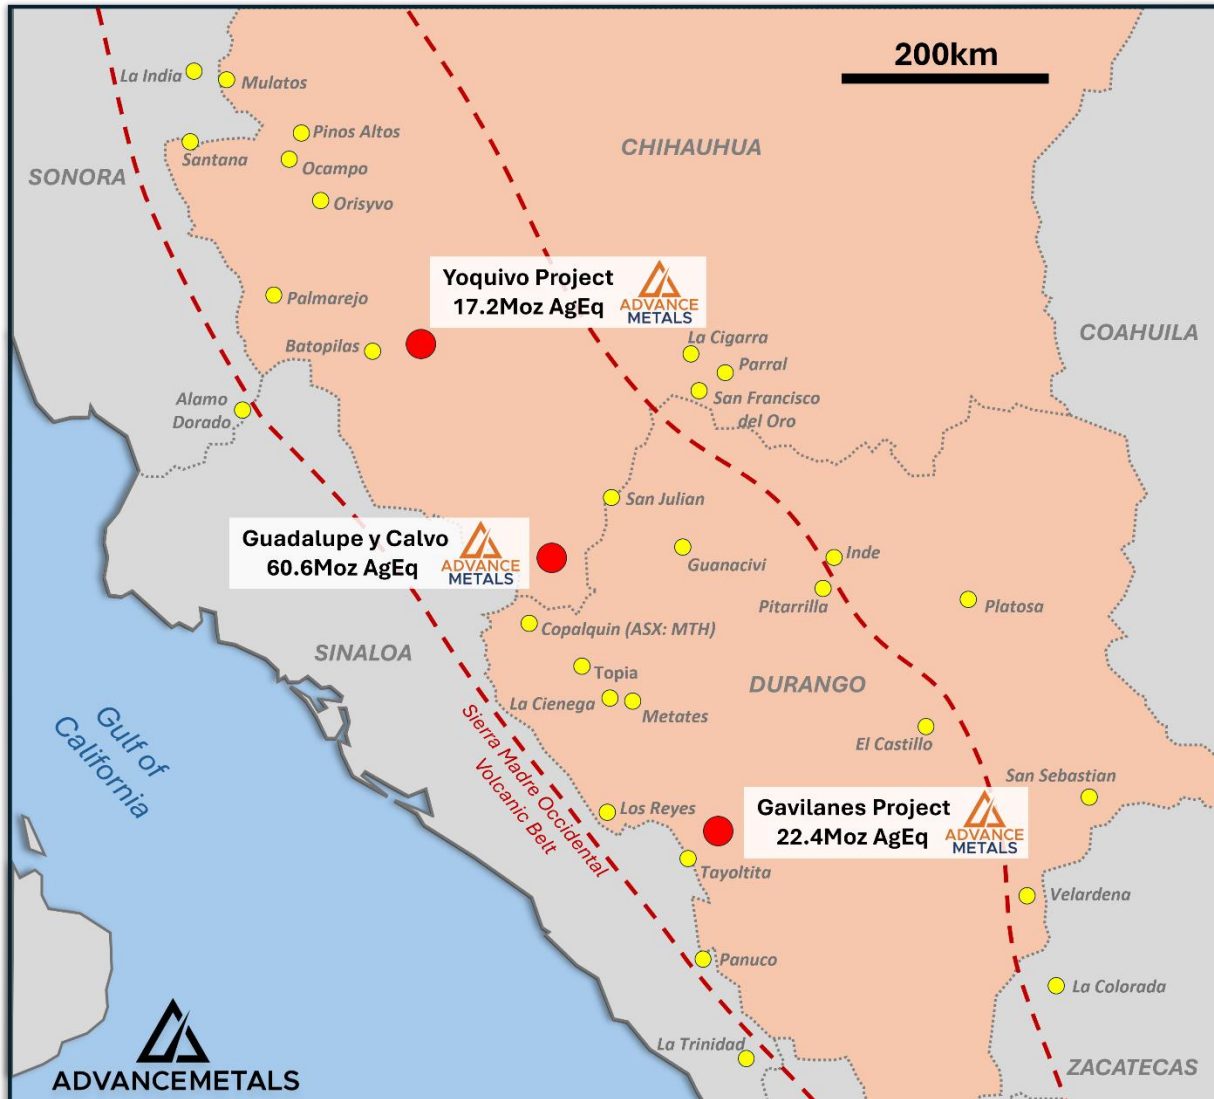 200km
La India
Mulatos
Pinos Altos
Santana
Ocampo
CHIHAUHUA
SONORA
Orisyvo
Yoquivo Project
17.2Moz AgEq
ADVANCE
METALS
Palmarejo
Batopilas
La Cigarra
Parral
San Francisco
del Oro
COAHUILA
Alamo
Dorado
San Julian
Guadalupe y Calvo
60.6Moz AgEq
ADVANCE
METALS
Guanacivi
Inde
Pitarrilla
Platosa
Copalquin (ASX: MTH)
SINALOA
Topia
DURANGO
La Cienega
Metates
Gulf of
California
Sierra Madre Occidental
Volcanic Belt
El Castillo
San Sebastian
Los Reyes
Gavilanes Project
22.4Moz AgEq
ADVANCE
METALS
Tayoltita
Velardena
Panuco
La Colorada
La Trinidad
ZACATECAS
ADVANCEMETALS